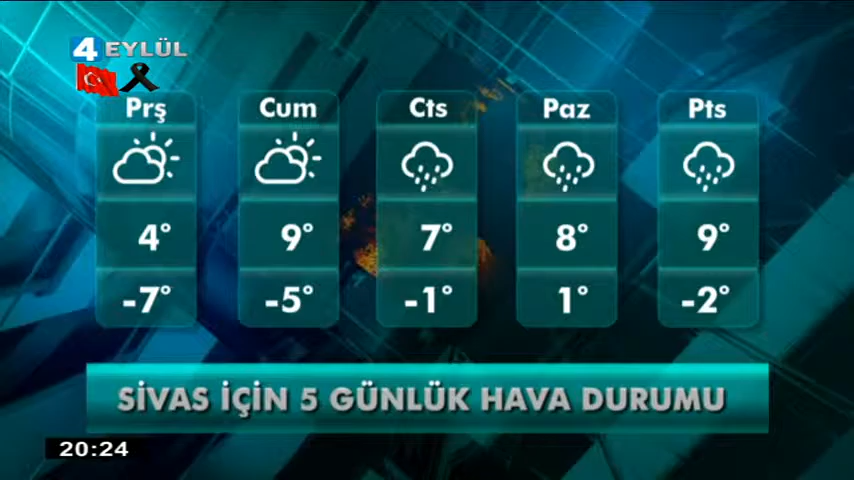 4 EYLÜL
Prş Cum Cts Paz Pts
4° 9° 7° 8° 9°
-7° -5° -1° 1° -2°
SİVAS İÇİN 5 GÜNLÜK HAVA DURUMU
20:24